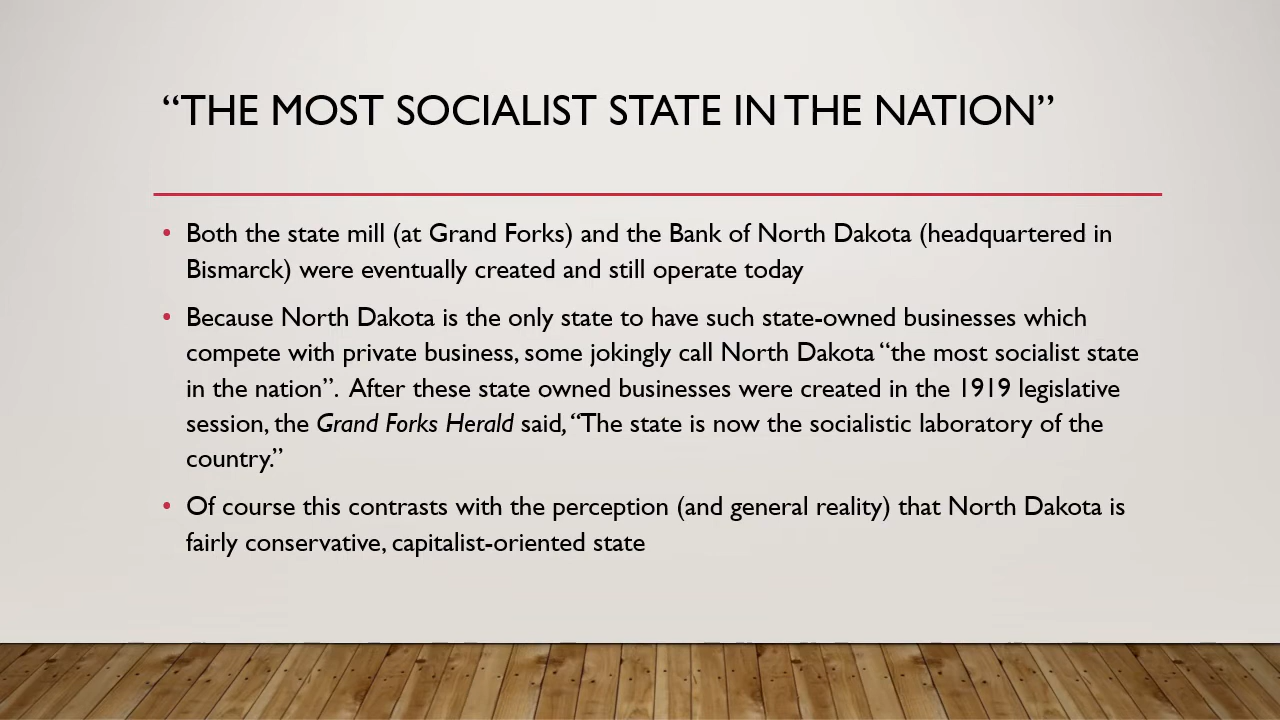 “THE MOST SOCIALIST STATE IN THE NATION”
• Both the state mill (at Grand Forks) and the Bank of North Dakota (headquartered in
Bismarck) were eventually created and still operate today
• Because North Dakota is the only state to have such state-owned businesses which
compete with private business, some jokingly call North Dakota “the most socialist state
in the nation”.  After these state owned businesses were created in the 1919 legislative
session, the Grand Forks Herald said, “The state is now the socialistic laboratory of the
country.”
• Of course this contrasts with the perception (and general reality) that North Dakota is
fairly conservative, capitalist-oriented state